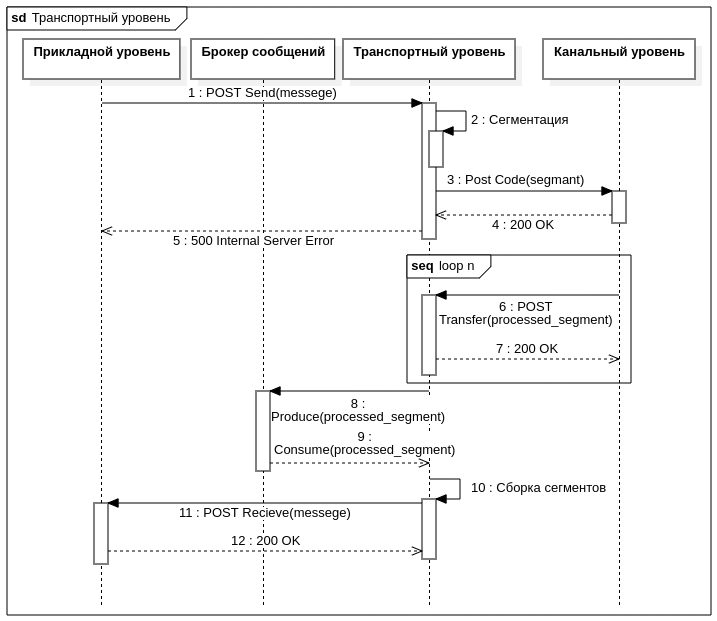 sd Транспортный уровень
Прикладной уровень
Брокер сообщений
Транспортный уровень
Канальный уровень
1 : POST Send(messege)
2 : Сегментация
3 : Post Code(segmant)
4 : 200 OK
5 : 500 Internal Server Error
seq loop n
6 : POST
Transfer(processed_segment)
7 : 200 OK
8 :
Produce(processed_segment)
9 :
Consume(processed_segment)
10 : Сборка сегментов
11 : POST Recieve(messege)
12 : 200 OK